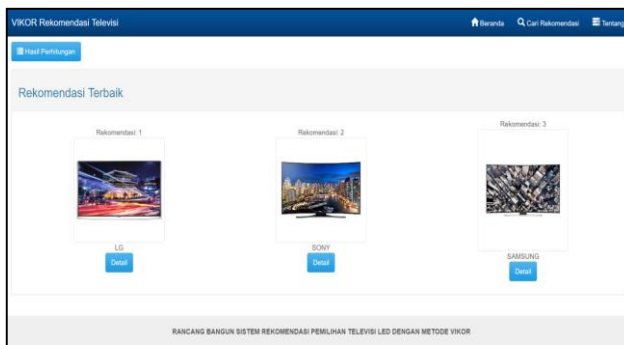 VIKOR Rekomendasi Televisi
Beranda Cari Rekomendasi Tentang
Hasil Perhitungan
Rekomendasi Terbaik
Rekomendasi: 1 Rekomendasi: 2 Rekomendasi: 3
LG SONY SAMSUNG
Detail Detail Detail
RANCANG BANGUN SISTEM REKOMENDASI PEMILIHAN TELEVISI LED DENGAN METODE VIKOR